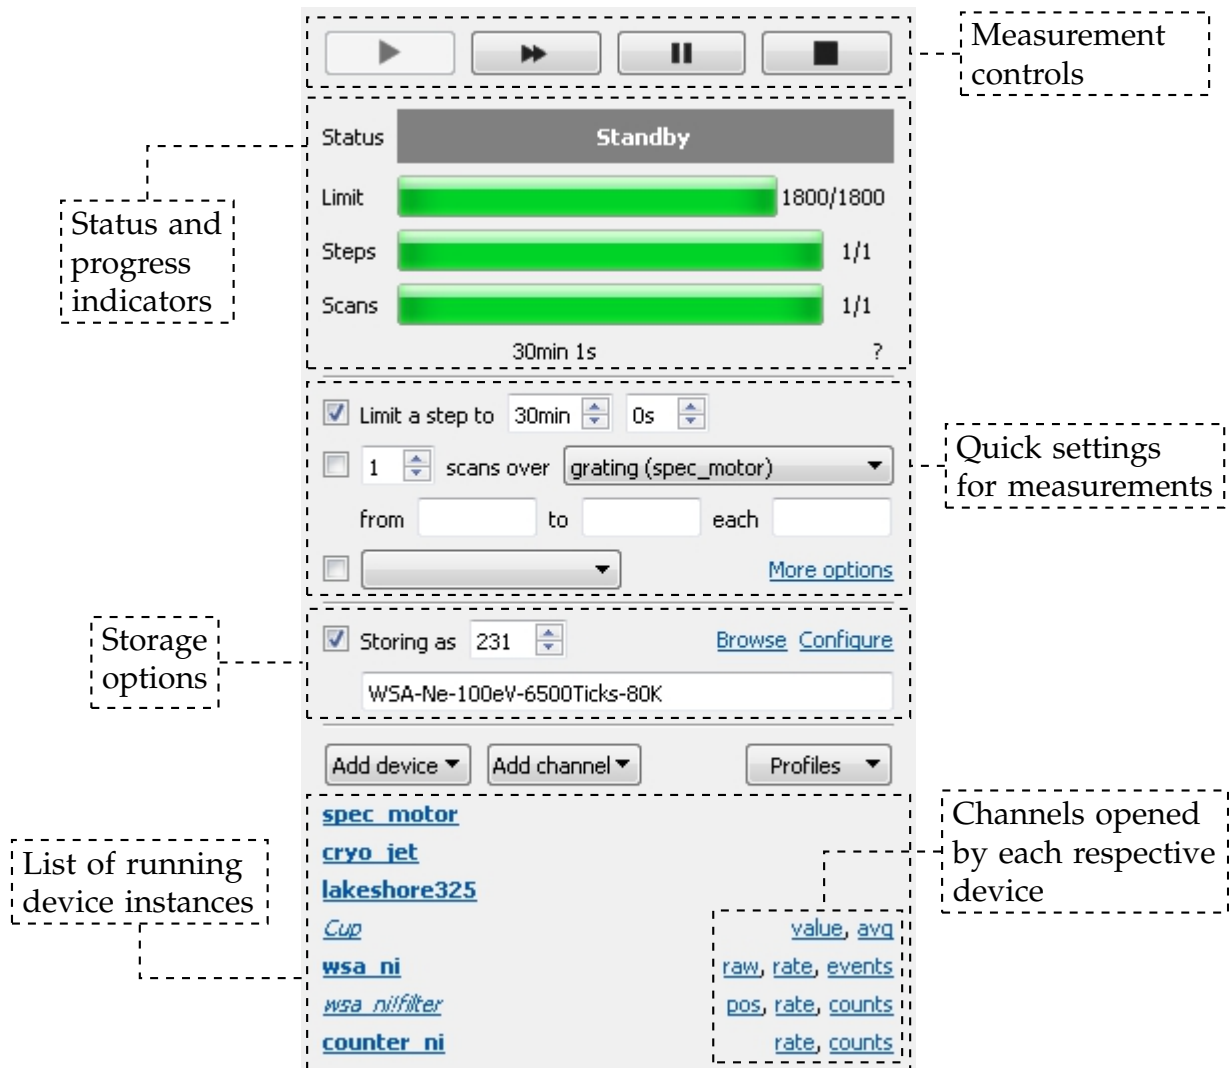 Measurement
controls
Status Standby
Limit 1800/1800
Steps 1/1
Scans 1/1
30min 1s ?
Status and
progress
indicators
Limit a step to 30min 0s
1 scans over grating (spec_motor)
from to each
More options
Quick settings
for measurements
Storing as 231 Browse Configure
WSA-Ne-100eV-6500Ticks-80K
Storage
options
Add device Add channel Profiles
spec_motor
cryo_jet
lakeshore325
Cup value, avg
wsa_ni raw, rate, events
wsa_ni!filter pos, rate, counts
counter_ni rate, counts
List of running
device instances
Channels opened
by each respective
device